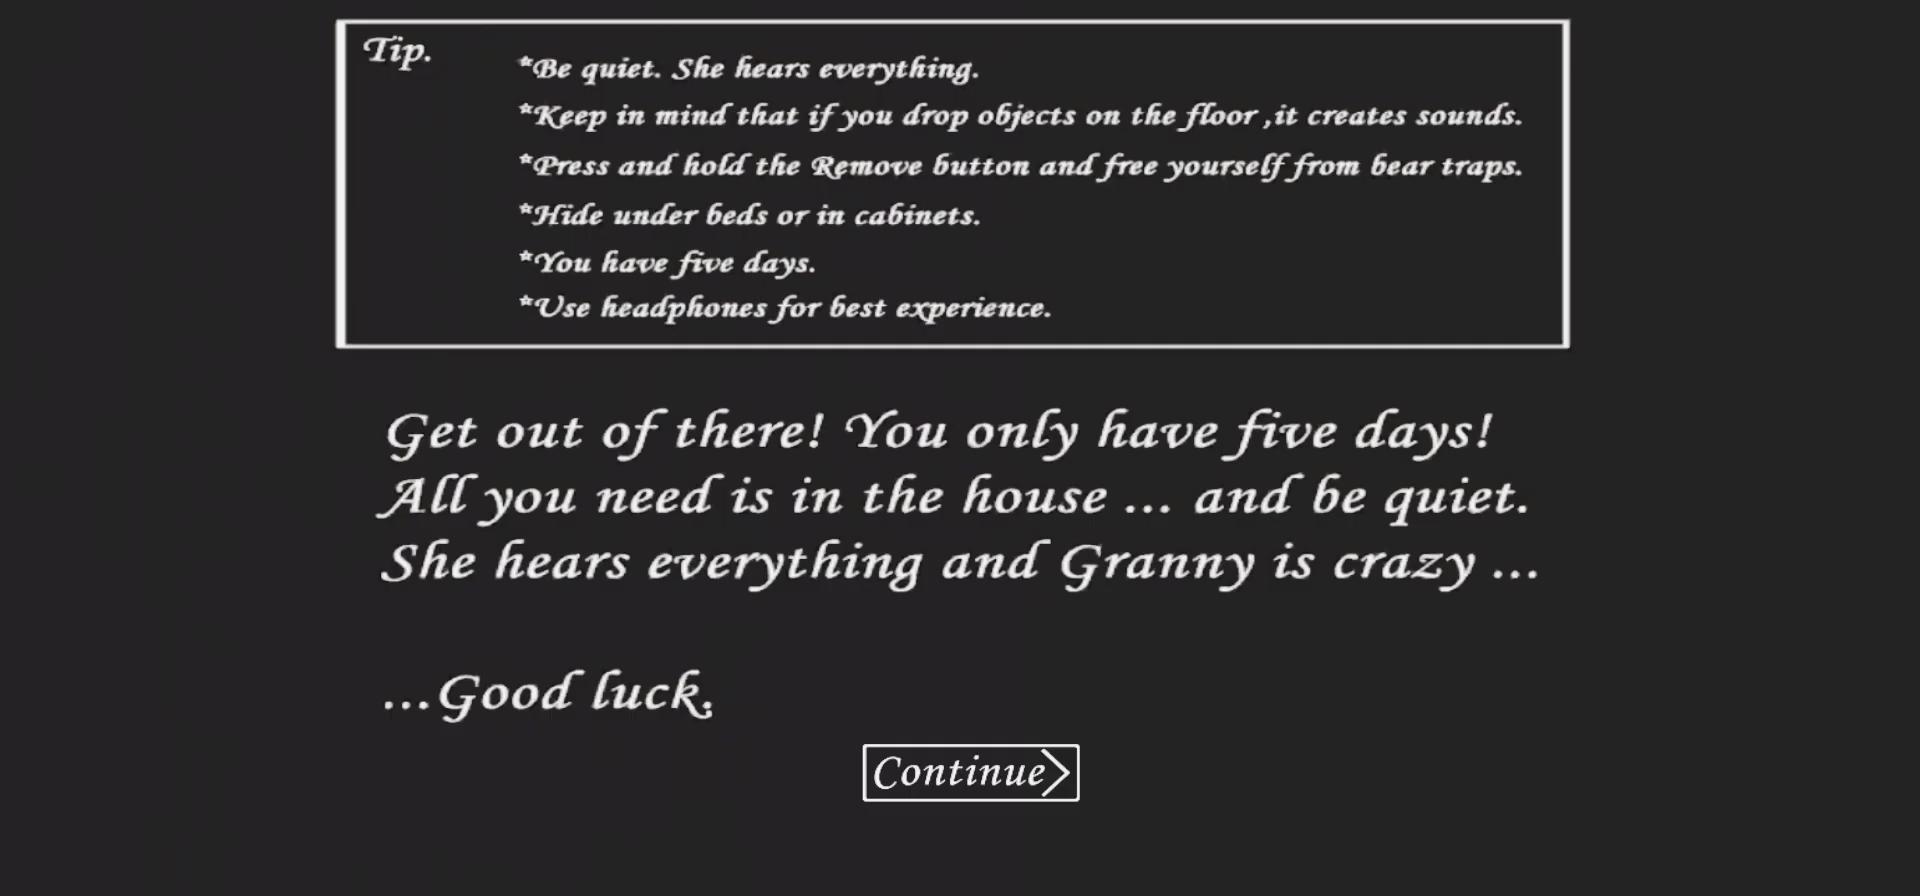 Tip.
*Be quiet. She hears everything.
*Keep in mind that if you drop objects on the floor ,it creates sounds.
*Press and hold the Remove button and free yourself from bear traps.
*Hide under beds or in cabinets.
*You have five days.
*Use headphones for best experience.
Get out of there! You only have five days!
All you need is in the house ... and be quiet.
She hears everything and Granny is crazy ...
...Good luck.
Continue>